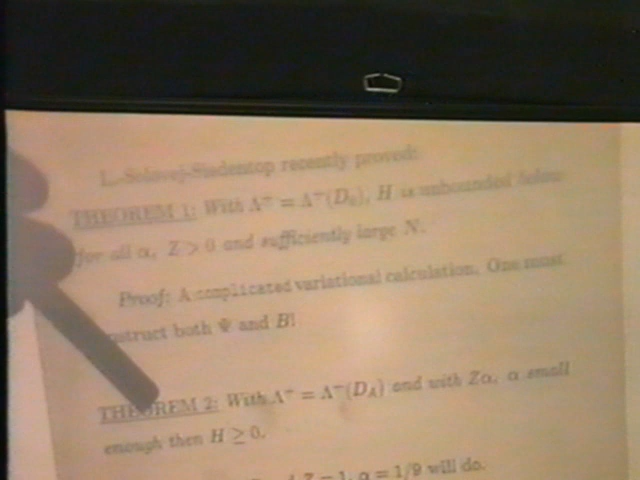 L.-Solovej-Siedentop recently proved:
THEOREM 1: With Λ⁺ = Λ⁺(D₀), H is unbounded below
for all α, Z > 0 and sufficiently large N.
Proof: A complicated variational calculation. One must
construct both Ψ and B!
THEOREM 2: With Λ⁺ = Λ⁺(D_A) and with Zα, α small
enough then H ≥ 0.
Z = 1, α = 1/9 will do.